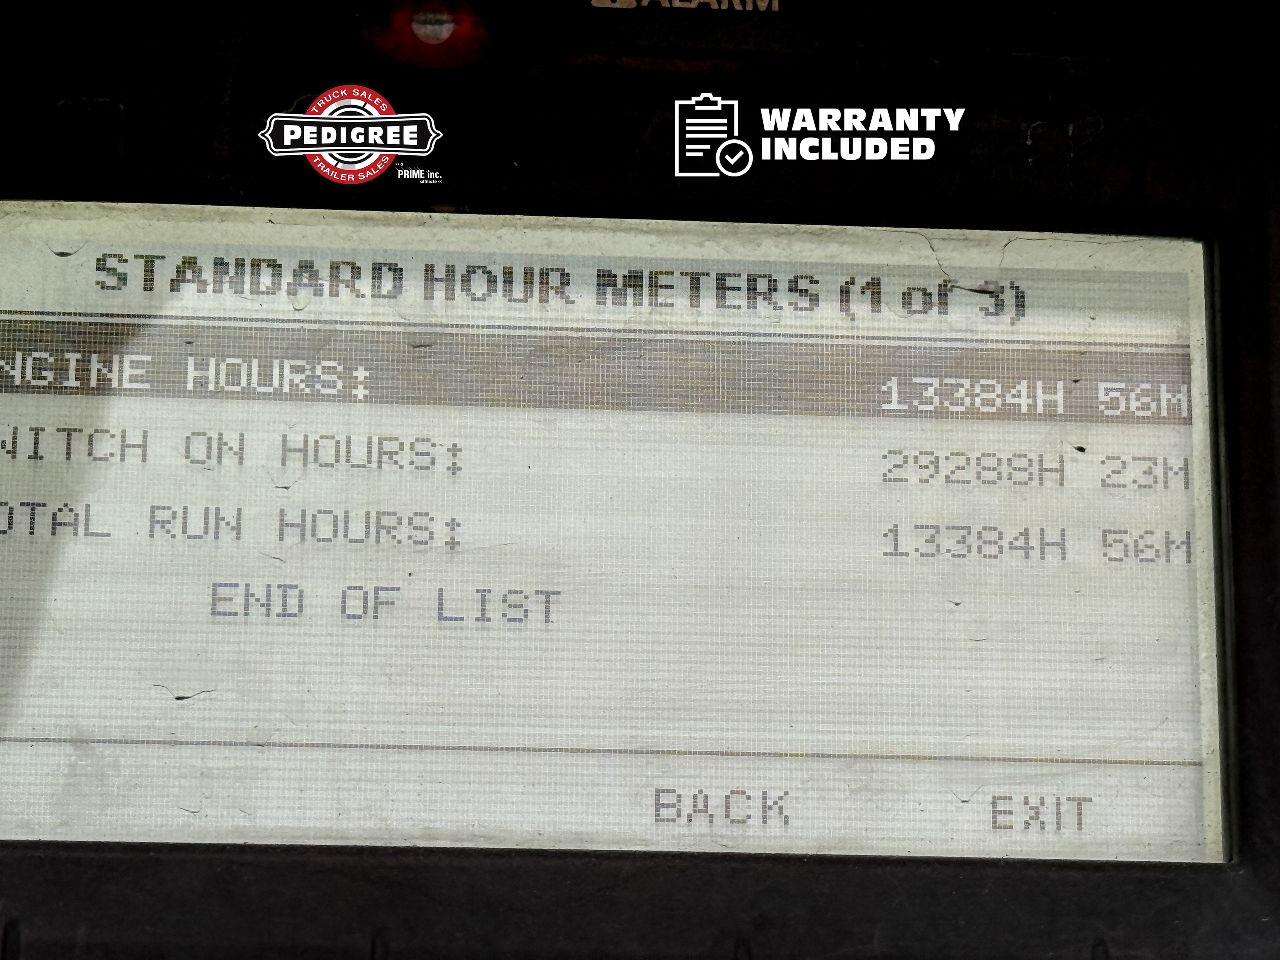 ALARM
TRUCK SALES
PEDIGREE
TRAILER SALES
PRIME inc.
WARRANTY
INCLUDED
STANDARD HOUR METERS (1 of 3)
NGINE HOURS: 13384H 56M
WITCH ON HOURS: 29288H 23M
OTAL RUN HOURS: 13384H 56M
END OF LIST
BACK EXIT